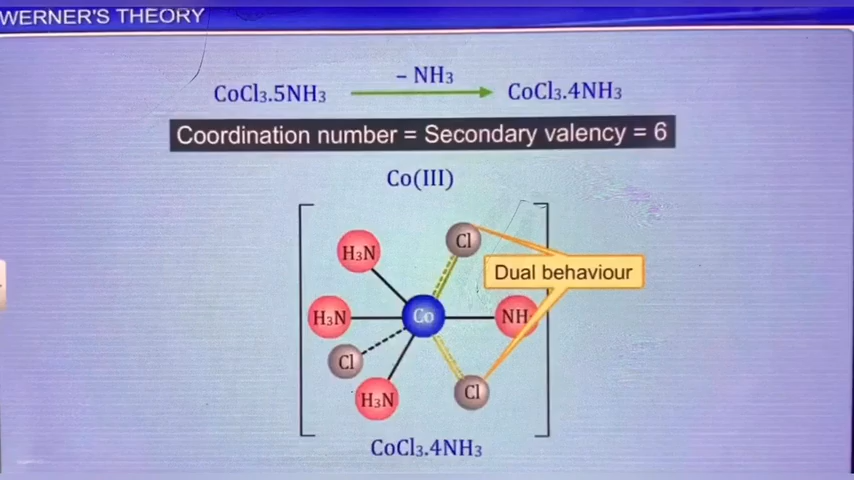 WERNER'S THEORY
– NH₃
CoCl₃.5NH₃ CoCl₃.4NH₃
Coordination number = Secondary valency = 6
Co(III)
Cl
H₃N
Dual behaviour
H₃N Co NH
Cl
H₃N Cl
CoCl₃.4NH₃